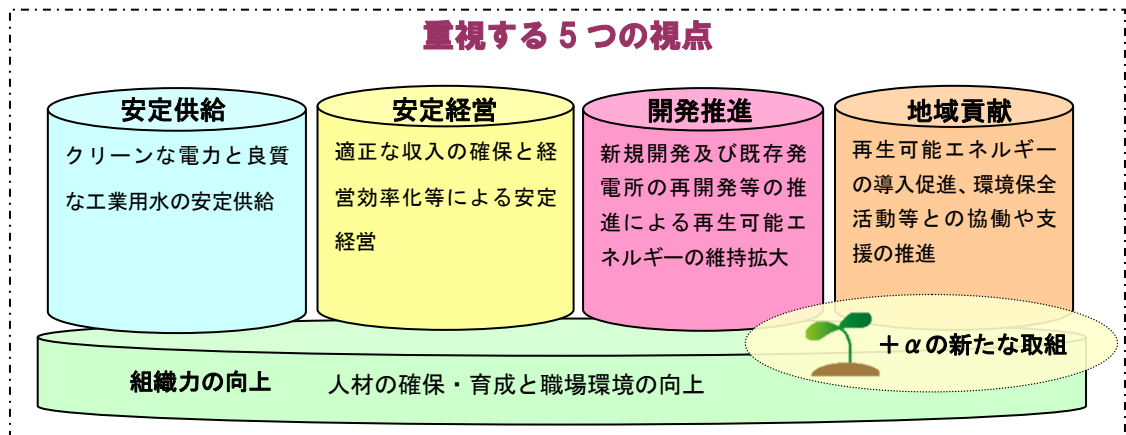 重視する５つの視点
安定供給
クリーンな電力と良質
な工業用水の安定供給
安定経営
適正な収入の確保と経
営効率化等による安定
経営
開発推進
新規開発及び既存発
電所の再開発等の推
進による再生可能エ
ネルギーの維持拡大
地域貢献
再生可能エネルギー
の導入促進、環境保全
活動等との協働や支
援の推進
＋αの新たな取組
組織力の向上 人材の確保・育成と職場環境の向上